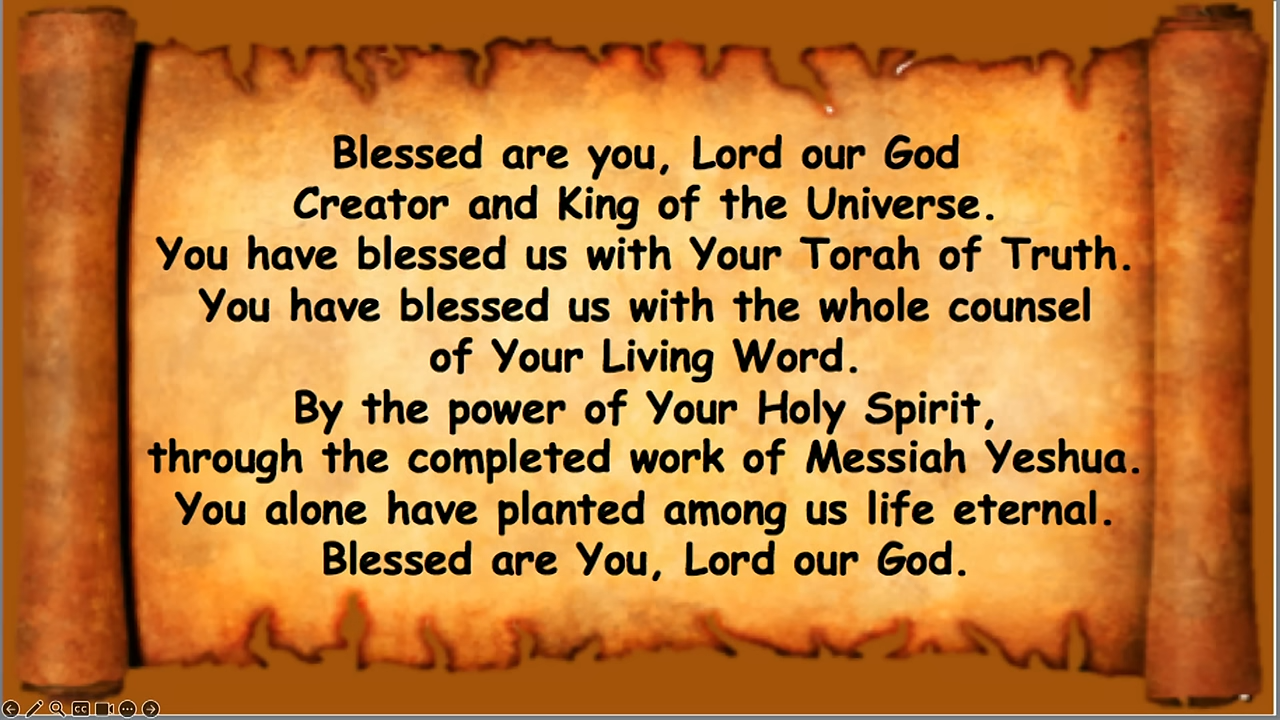 Blessed are you, Lord our God
Creator and King of the Universe.
You have blessed us with Your Torah of Truth.
You have blessed us with the whole counsel
of Your Living Word.
By the power of Your Holy Spirit,
through the completed work of Messiah Yeshua.
You alone have planted among us life eternal.
Blessed are You, Lord our God.
CC